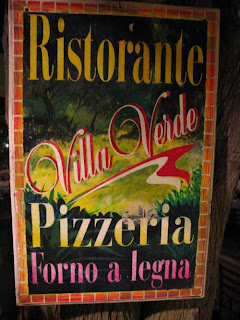 Ristorante
Villa Verde
Pizzeria
Forno a legna